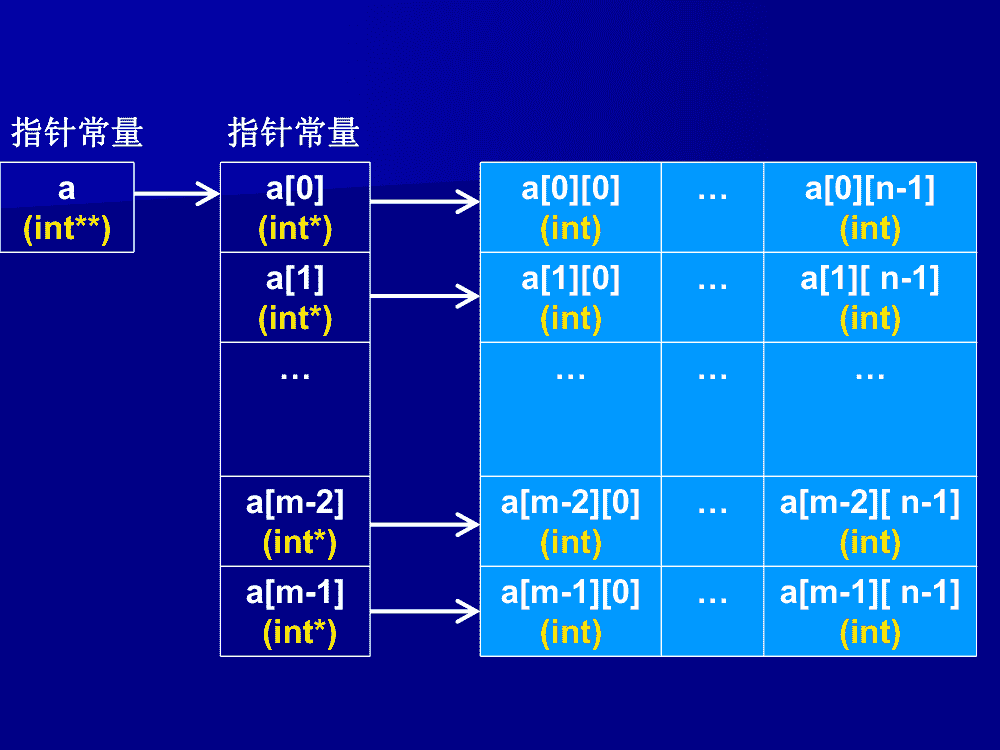 指针常量 指针常量
a a[0] a[0][0] … a[0][n-1]
(int**) (int*) (int) (int)
a[1] a[1][0] … a[1][ n-1]
(int*) (int) (int)
… … … …
a[m-2] a[m-2][0] … a[m-2][ n-1]
(int*) (int) (int)
a[m-1] a[m-1][0] … a[m-1][ n-1]
(int*) (int) (int)